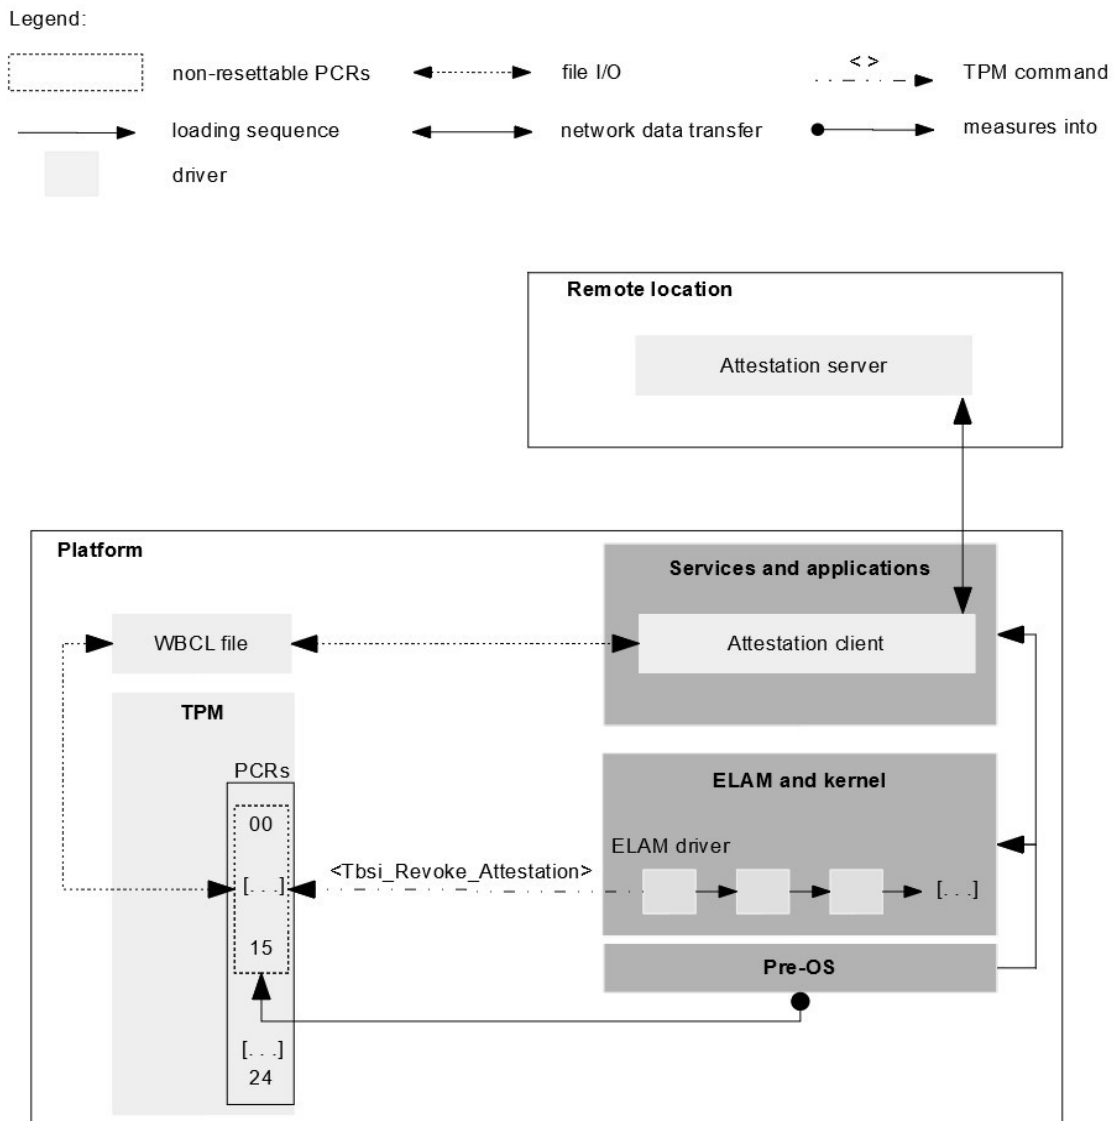 Legend:
non-resettable PCRs
file I/O
< >
TPM command
loading sequence
network data transfer
measures into
driver
Remote location
Attestation server
Platform
Services and applications
WBCL file
Attestation client
TPM
PCRs
ELAM and kernel
00
ELAM driver
<Tbsi_Revoke_Attestation>
[. . .]
[. . .]
15
Pre-OS
[. . .]
24